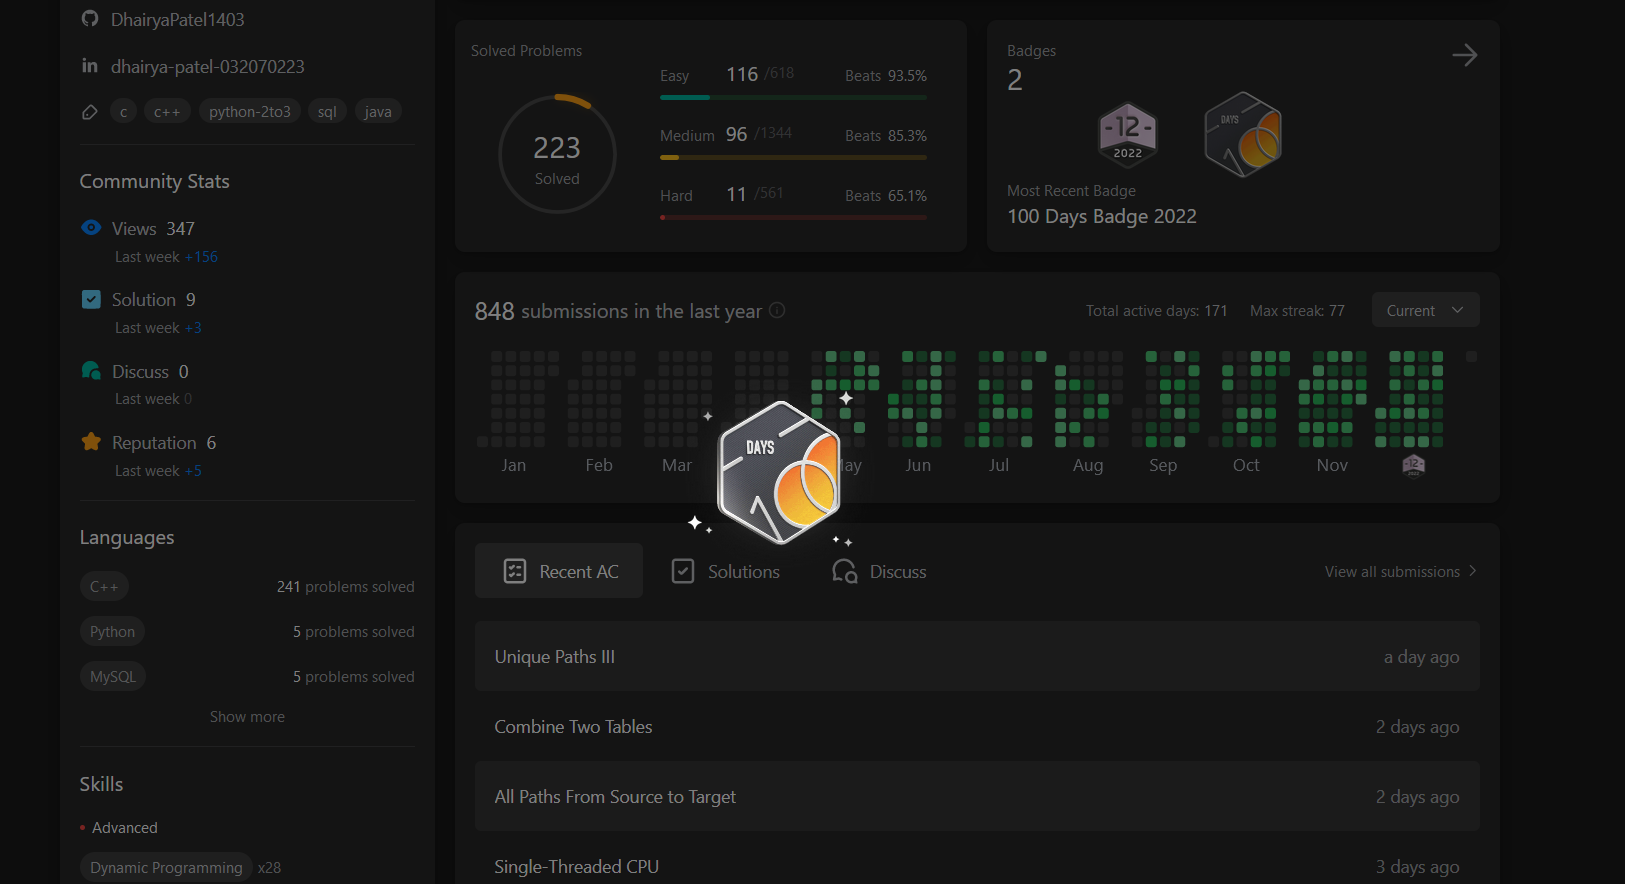 DhairyaPatel1403
dhairya-patel-032070223
c c++ python-2to3 sql java
Community Stats
Views 347
Last week +156
Solution 9
Last week +3
Discuss 0
Last week 0
Reputation 6
Last week +5
Languages
C++ 241 problems solved
Python 5 problems solved
MySQL 5 problems solved
Show more
Skills
Advanced
Dynamic Programming x28
Solved Problems
223
Solved
Easy 116 /618 Beats 93.5%
Medium 96 /1344 Beats 85.3%
Hard 11 /561 Beats 65.1%
Badges
2
-12-
2022
DAYS
Most Recent Badge
100 Days Badge 2022
848 submissions in the last year
Total active days: 171 Max streak: 77 Current
Jan Feb Mar ay Jun Jul Aug Sep Oct Nov
-12-
2022
DAYS
Recent AC Solutions Discuss View all submissions
Unique Paths III a day ago
Combine Two Tables 2 days ago
All Paths From Source to Target 2 days ago
Single-Threaded CPU 3 days ago